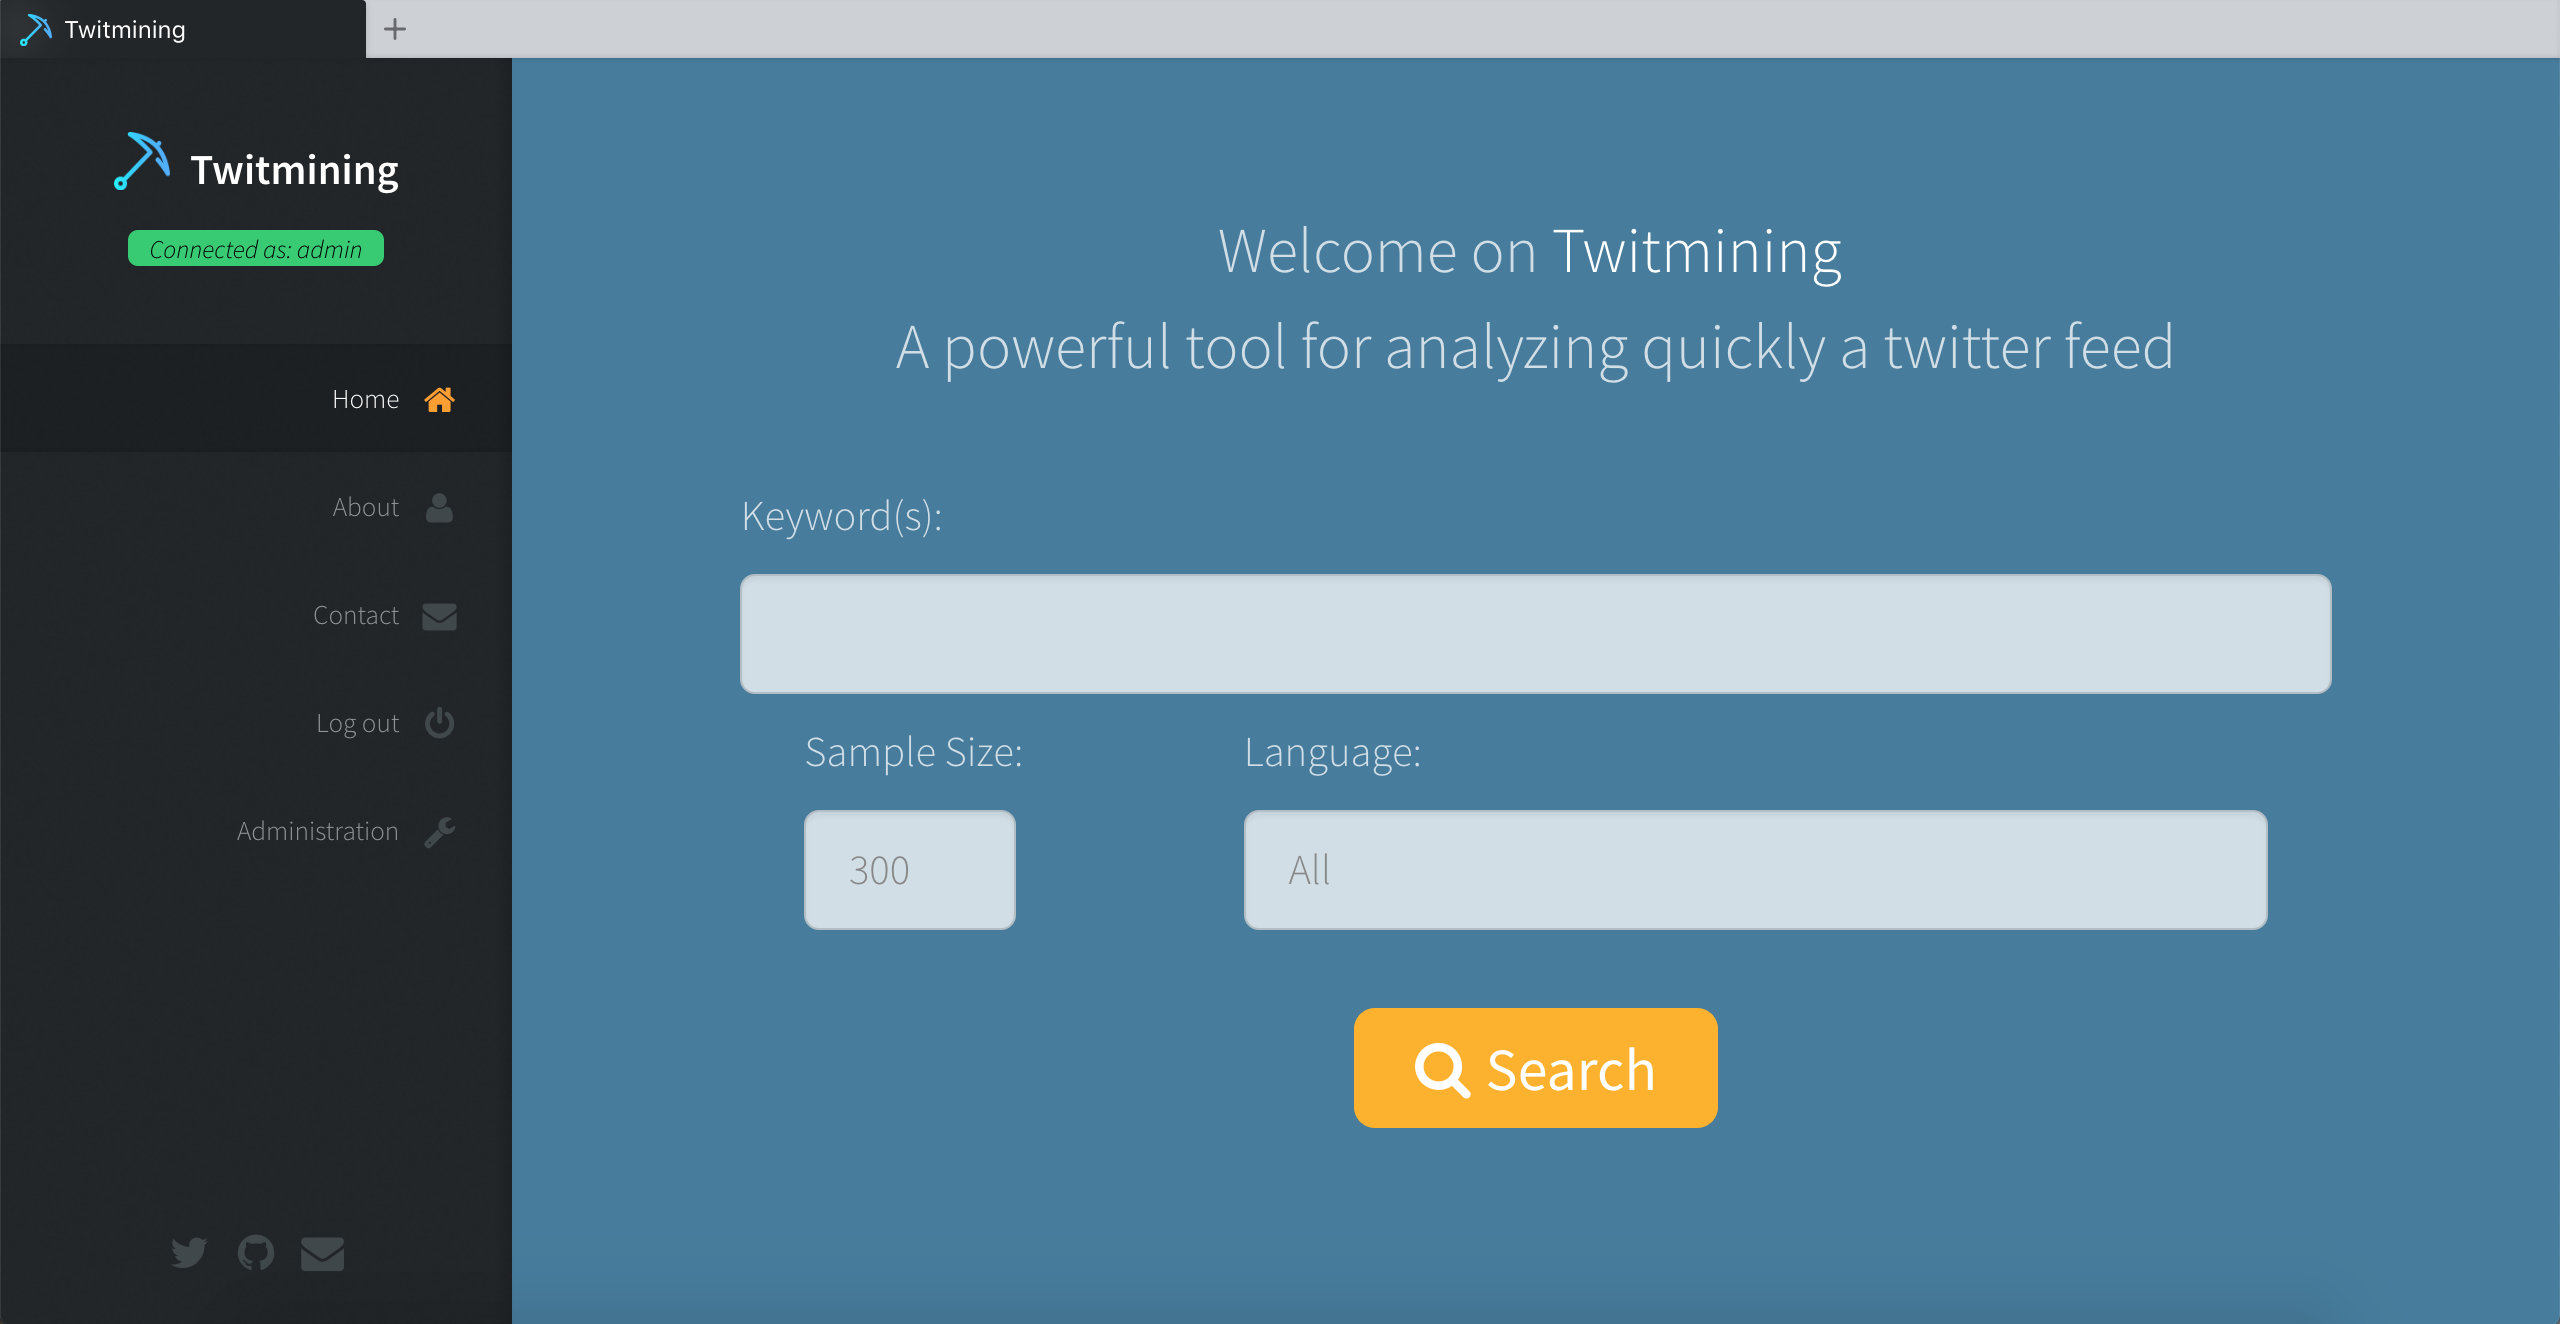 Twitmining
Twitmining
Connected as: admin
Home
About
Contact
Log out
Administration
Welcome on Twitmining
A powerful tool for analyzing quickly a twitter feed
Keyword(s):
Sample Size:
Language:
300
All
Search